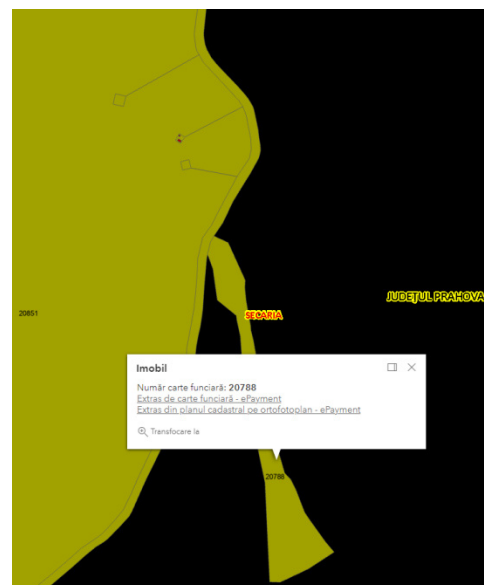 JUDEȚUL PRAHOVA
20851
SECARIA
Imobil
Număr carte funciară: 20788
Extras de carte funciară - ePayment
Extras din planul cadastral pe ortofotoplan - ePayment
Transfocare la
20788